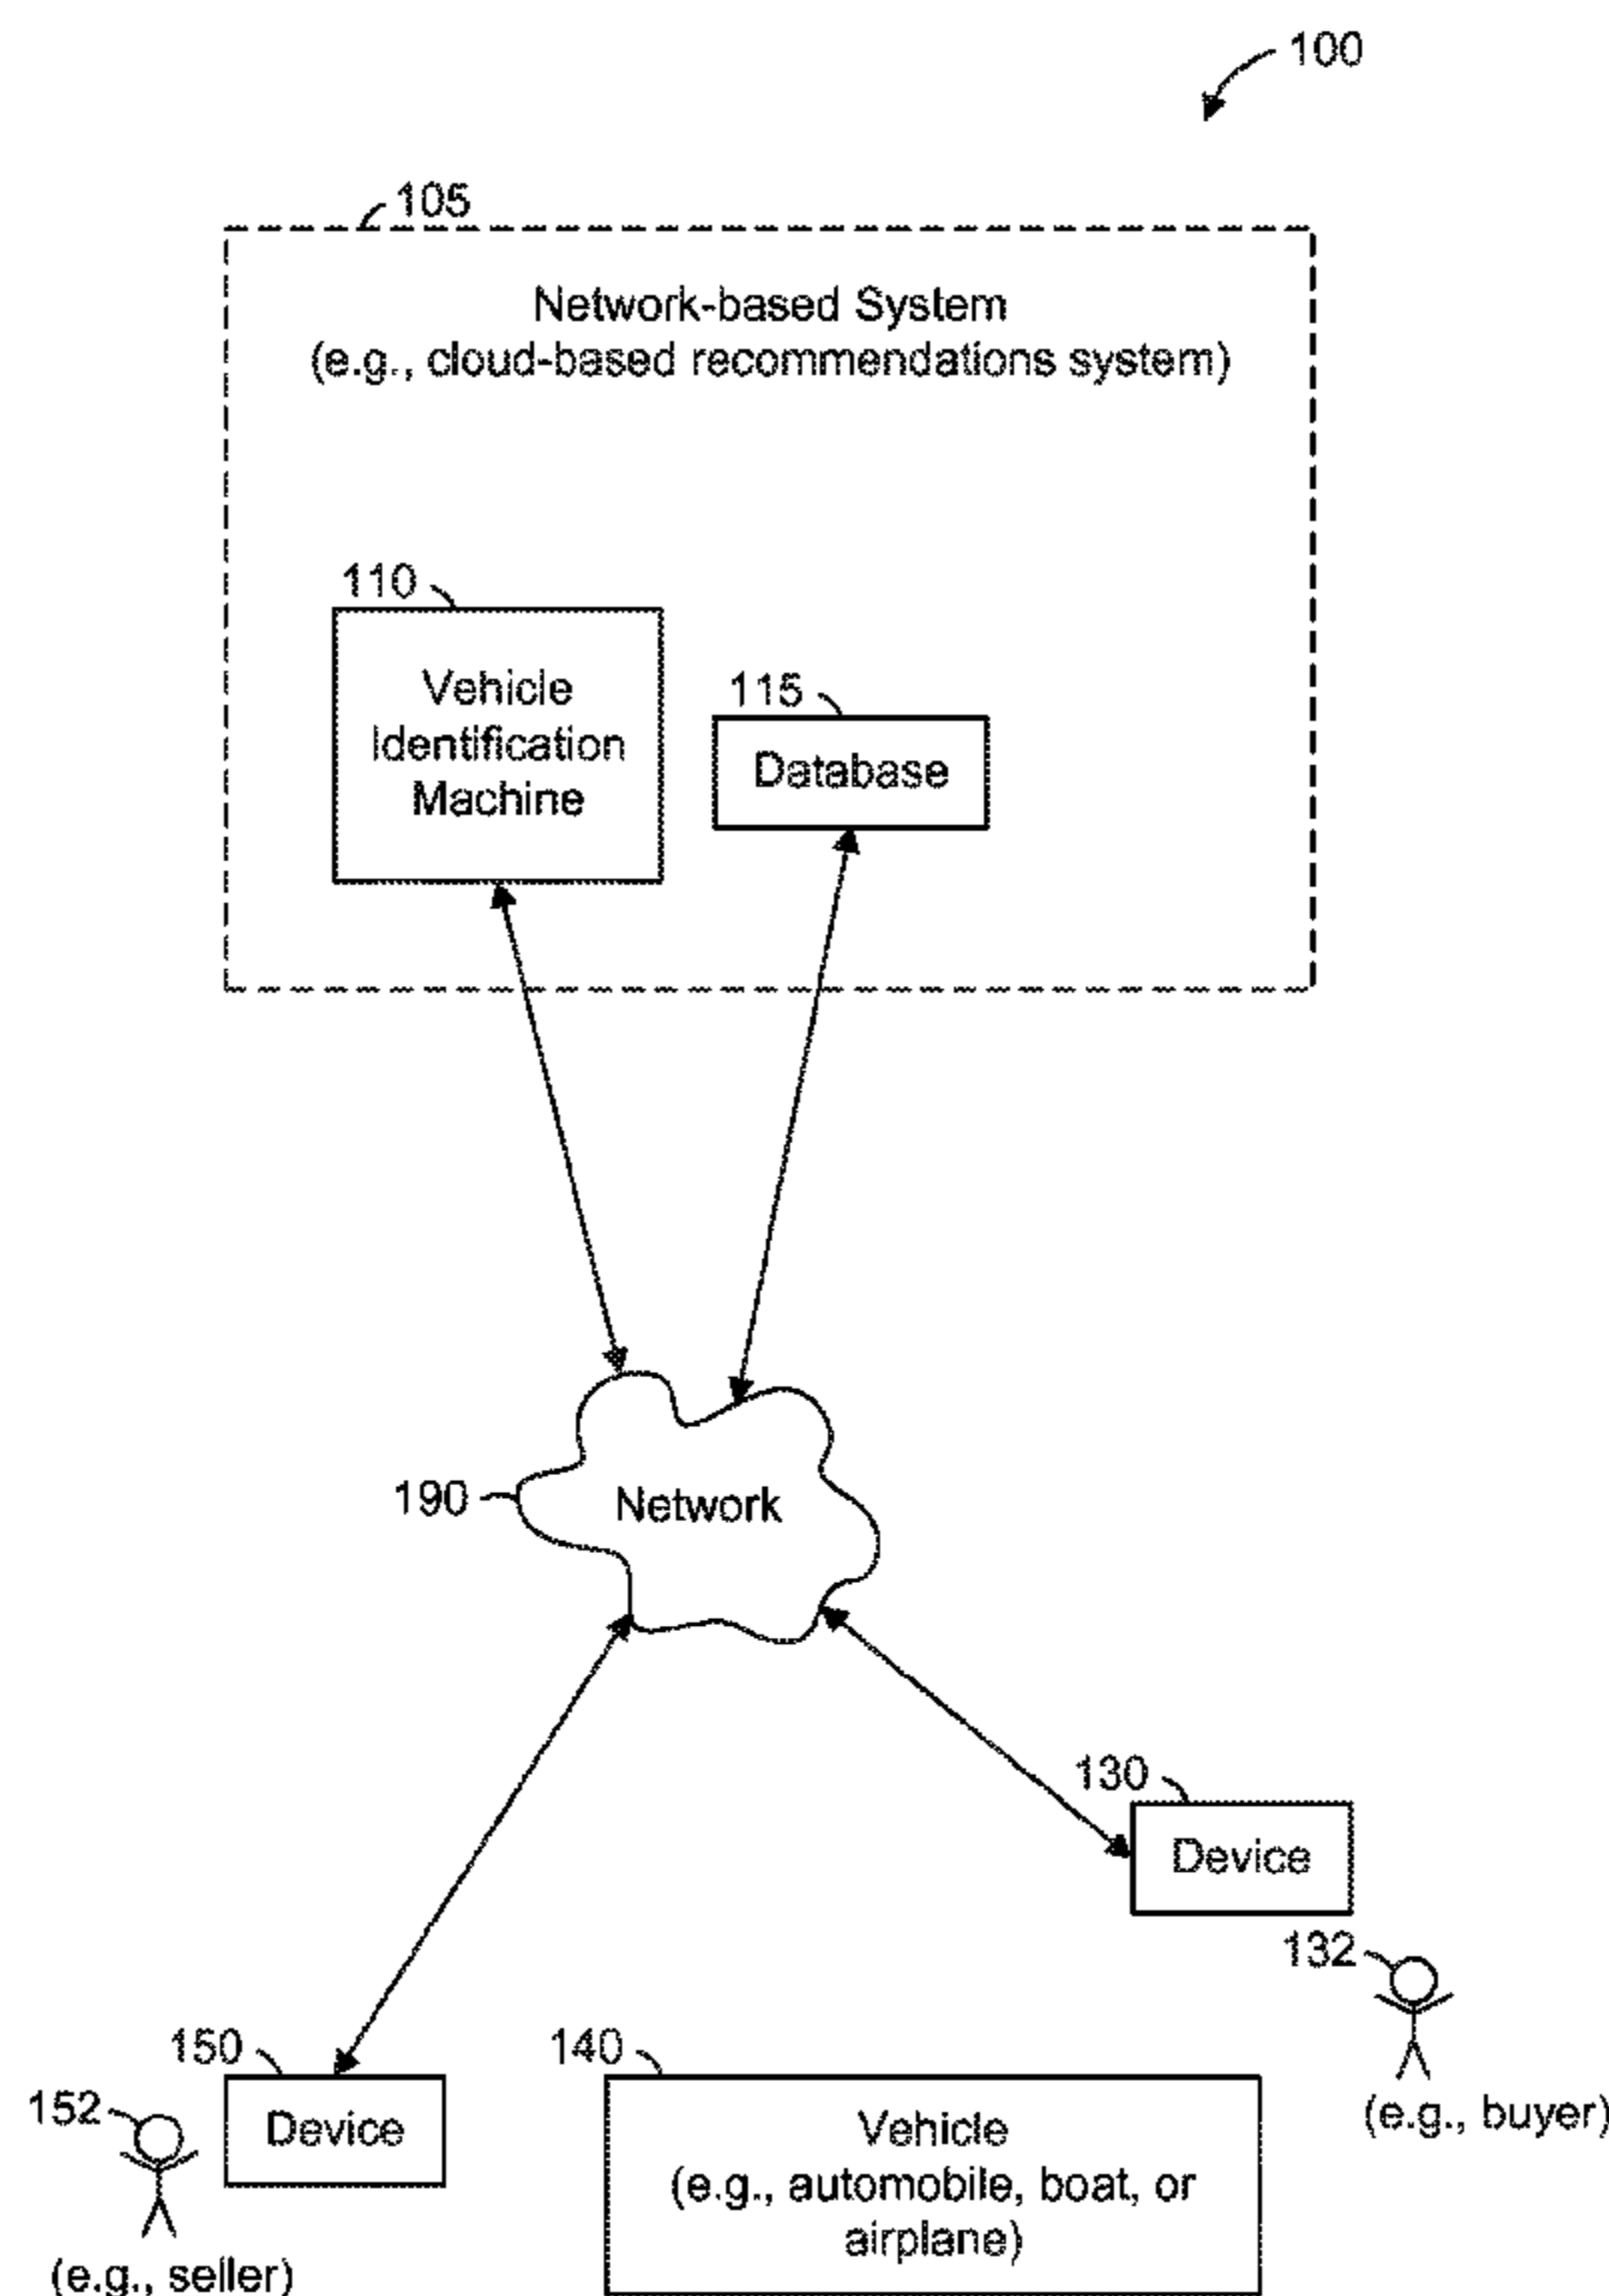 100
105
Network-based System
(e.g., cloud-based recommendations system)
110
Vehicle
Identification
Machine
115
Database
190
Network
130
Device
132
(e.g., buyer)
150
Device
152
(e.g., seller)
140
Vehicle
(e.g., automobile, boat, or
airplane)